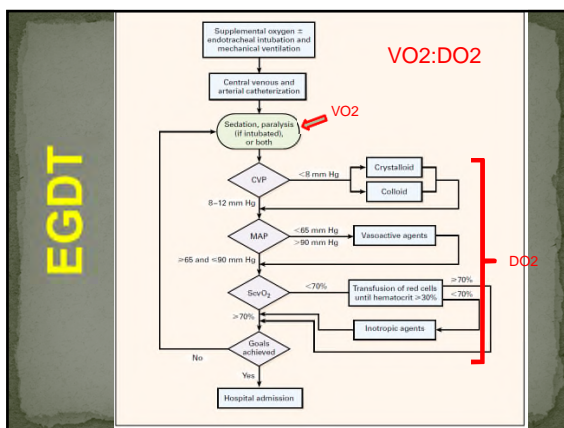 EGDT
VO2:DO2
Supplemental oxygen ±
endotracheal intubation and
mechanical ventilation
Central venous and
arterial catheterization
Sedation, paralysis
(if intubated),
or both
VO2
CVP
<8 mm Hg
Crystalloid
Colloid
8–12 mm Hg
MAP
<65 mm Hg
>90 mm Hg
Vasoactive agents
≥65 and ≤90 mm Hg
DO2
ScvO2
<70%
Transfusion of red cells
until hematocrit ≥30%
≥70%
<70%
≥70%
Inotropic agents
Goals
achieved
No
Yes
Hospital admission